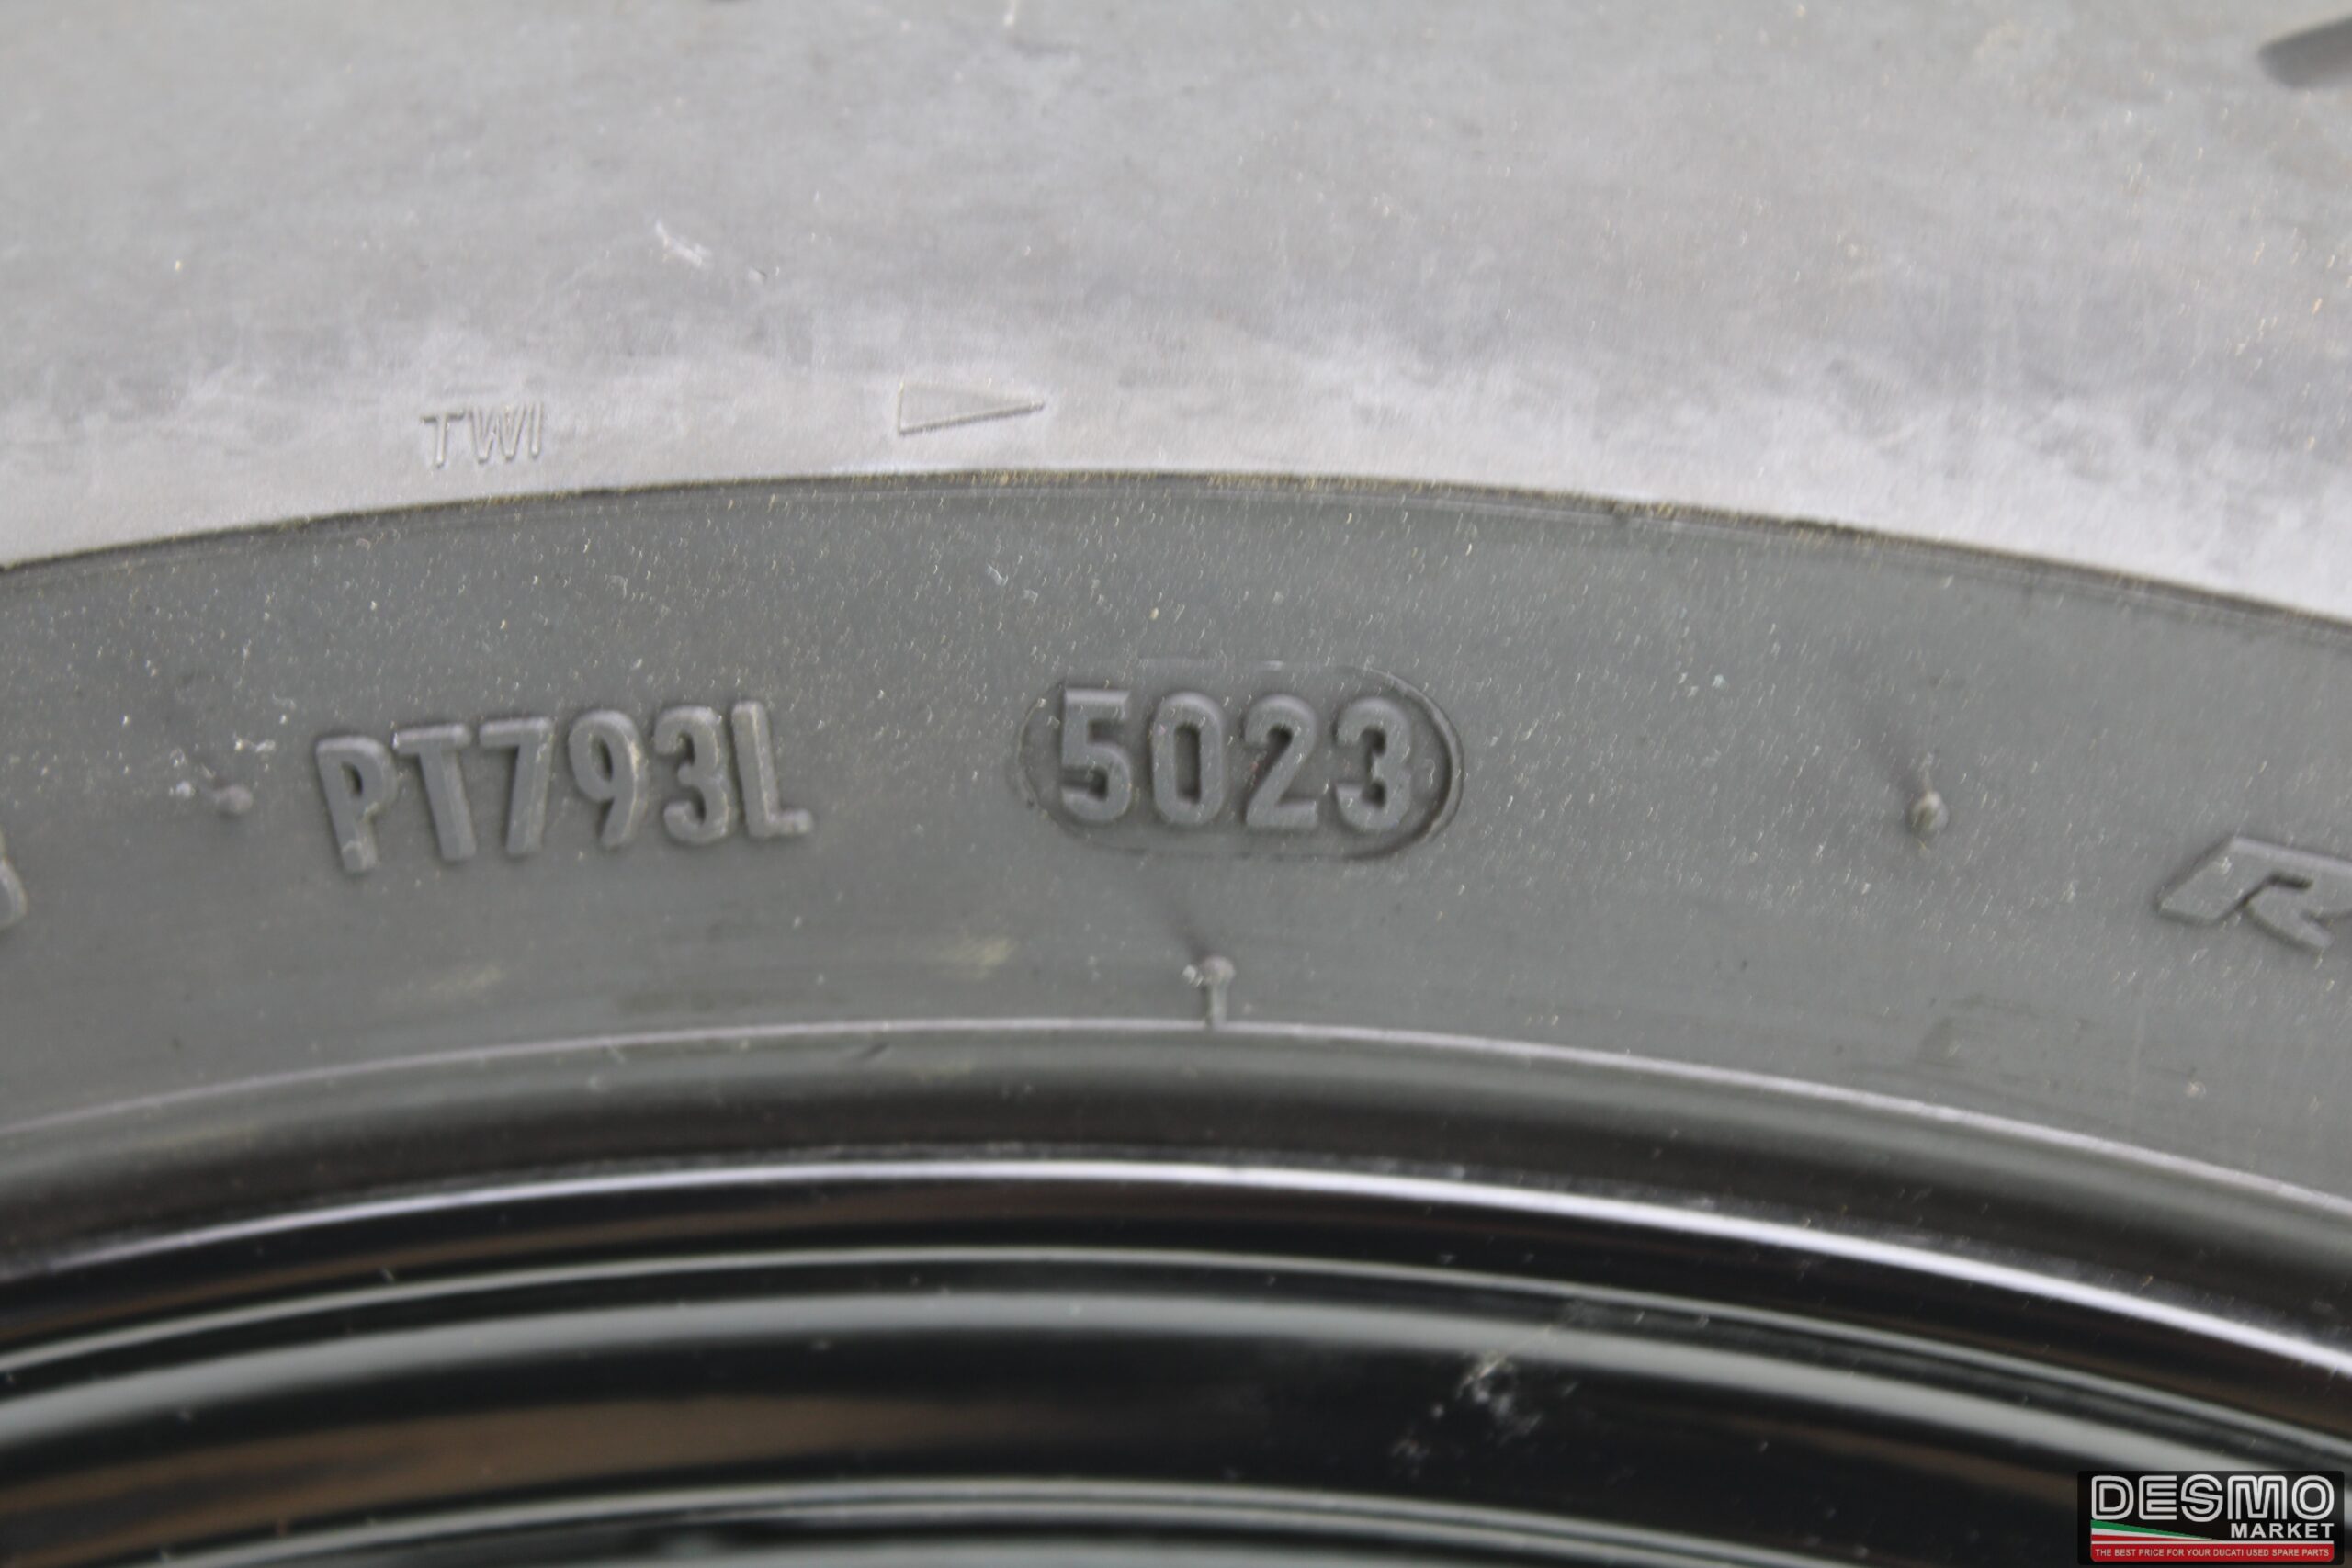 TWI
PT793L 5023 R
DESMO
MARKET
THE BEST PRICE FOR YOUR DUCATI USED SPARE PARTS